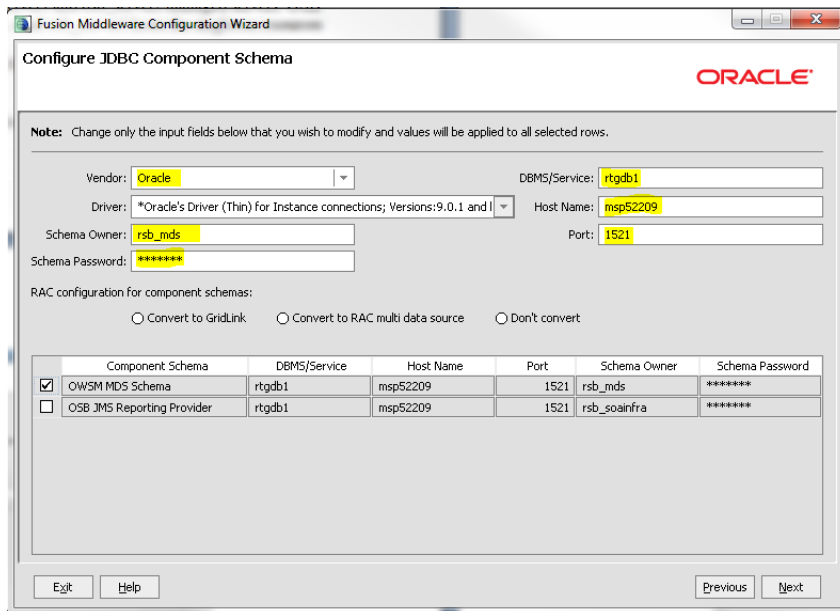 Fusion Middleware Configuration Wizard
Configure JDBC Component Schema
ORACLE
Note: Change only the input fields below that you wish to modify and values will be applied to all selected rows.
Vendor: Oracle DBMS/Service: rtgdb1
Driver: *Oracle's Driver (Thin) for Instance connections; Versions:9.0.1 and l Host Name: msp52209
Schema Owner: rsb_mds Port: 1521
Schema Password: *******
RAC configuration for component schemas:
Convert to GridLink Convert to RAC multi data source Don't convert
Component Schema DBMS/Service Host Name Port Schema Owner Schema Password
OWSM MDS Schema rtgdb1 msp52209 1521 rsb_mds *******
OSB JMS Reporting Provider rtgdb1 msp52209 1521 rsb_soainfra *******
Exit Help Previous Next